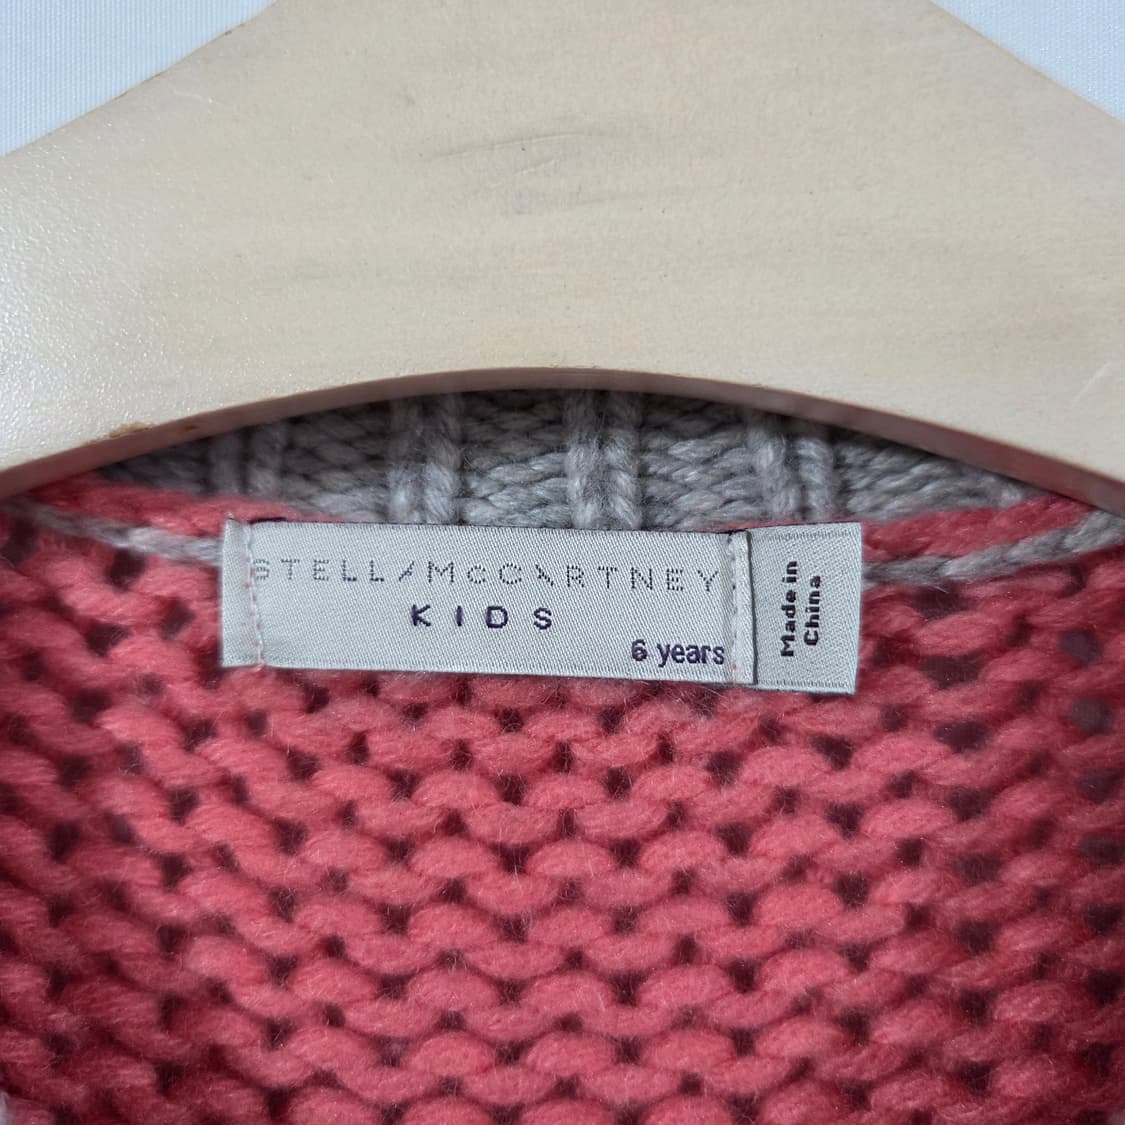 STELLA McCARTNEY
KIDS
6 years
Made in
China